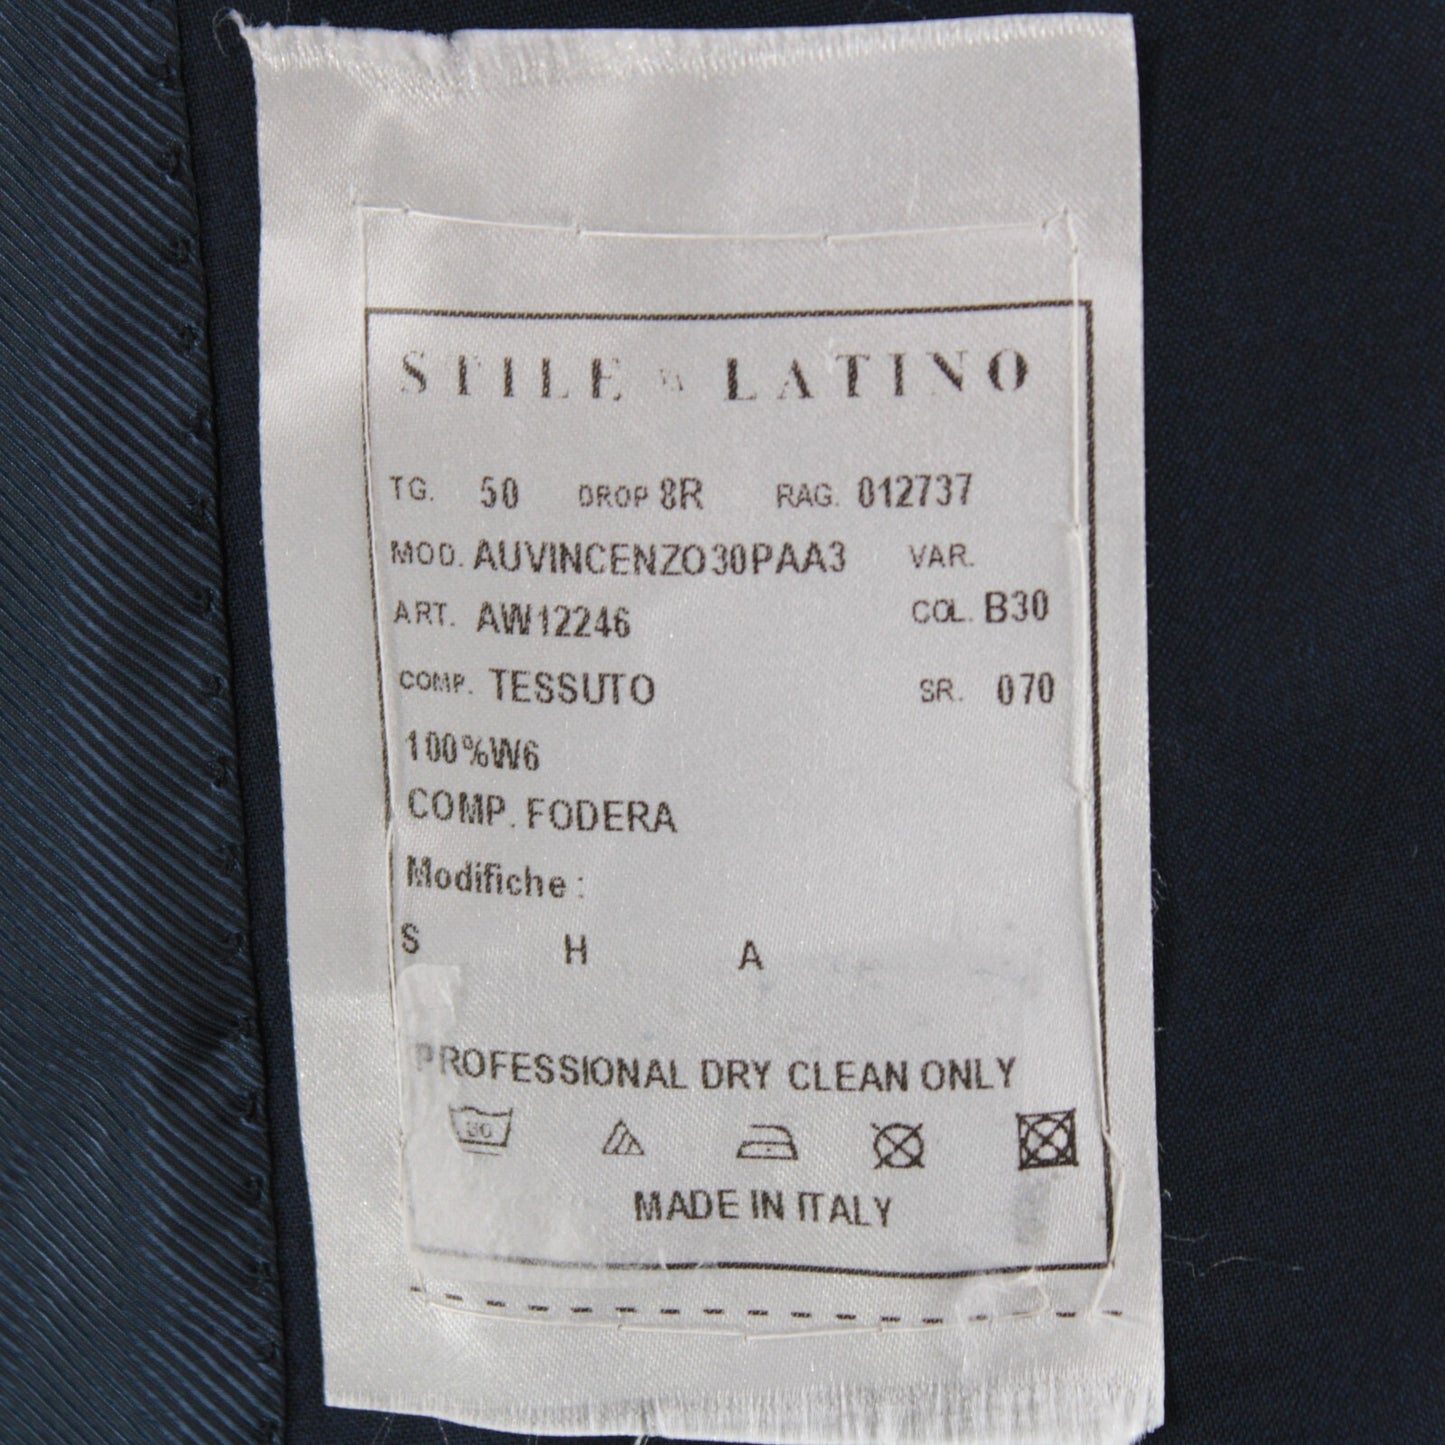 STILE LATINO
TG. 50 DROP 8R RAG. 012737
MOD. AUVINCENZO30PAA3 VAR.
ART. AW12246 COL. B30
COMP. TESSUTO SR. 070
100%W6
COMP. FODERA
Modifiche :
S H A
PROFESSIONAL DRY CLEAN ONLY
30
MADE IN ITALY